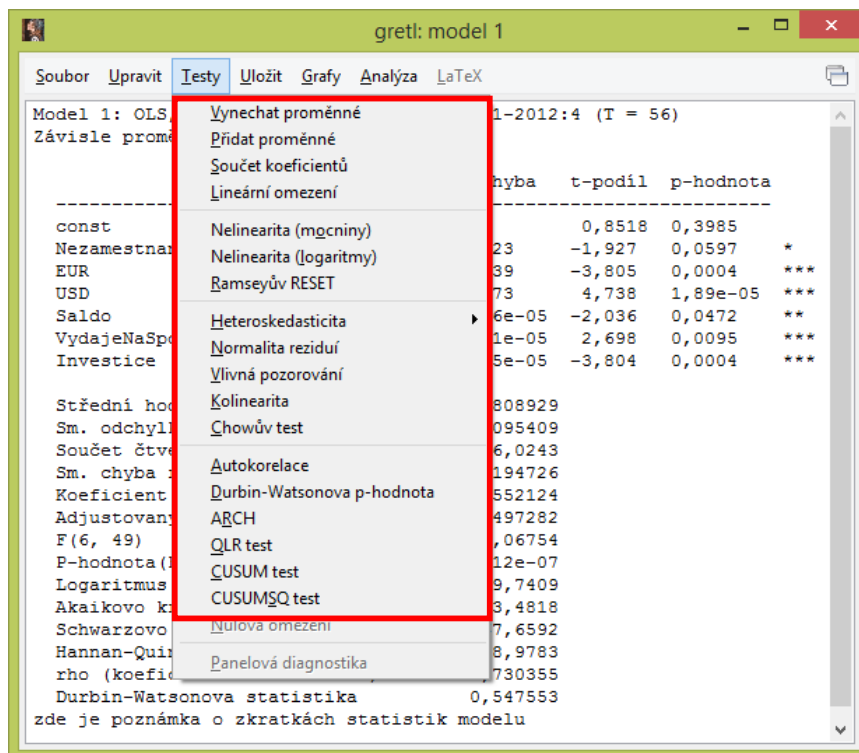 gretl: model 1
Soubor Upravit Testy Uložit Grafy Analýza LaTeX
Model 1: OLS, 1-2012:4 (T = 56)
Závisle promě
hyba t-podíl p-hodnota
const 0,8518 0,3985
Nezamestnan 23 -1,927 0,0597 *
EUR 39 -3,805 0,0004 ***
USD 73 4,738 1,89e-05 ***
Saldo 6e-05 -2,036 0,0472 **
VydajeNaSpo 1e-05 2,698 0,0095 ***
Investice 5e-05 -3,804 0,0004 ***
Střední hod 808929
Sm. odchyl 095409
Součet čtve 6,0243
Sm. chyba 194726
Koeficient 552124
Adjustovaný 497282
F(6, 49) ,06754
P-hodnota( 12e-07
Logaritmus 9,7409
Akaikovo kr 3,4818
Schwarzovo 7,6592
Hannan-Quin 8,9783
rho (koefic ,730355
Durbin-Watsonova statistika 0,547553
zde je poznámka o zkratkách statistik modelu
Vynechat proměnné
Přidat proměnné
Součet koeficientů
Lineární omezení
Nelinearita (mocniny)
Nelinearita (logaritmy)
Ramseyův RESET
Heteroskedasticita
Normalita reziduí
Vlivná pozorování
Kolinearita
Chowův test
Autokorelace
Durbin-Watsonova p-hodnota
ARCH
QLR test
CUSUM test
CUSUMSQ test
Nulová omezení
Panelová diagnostika